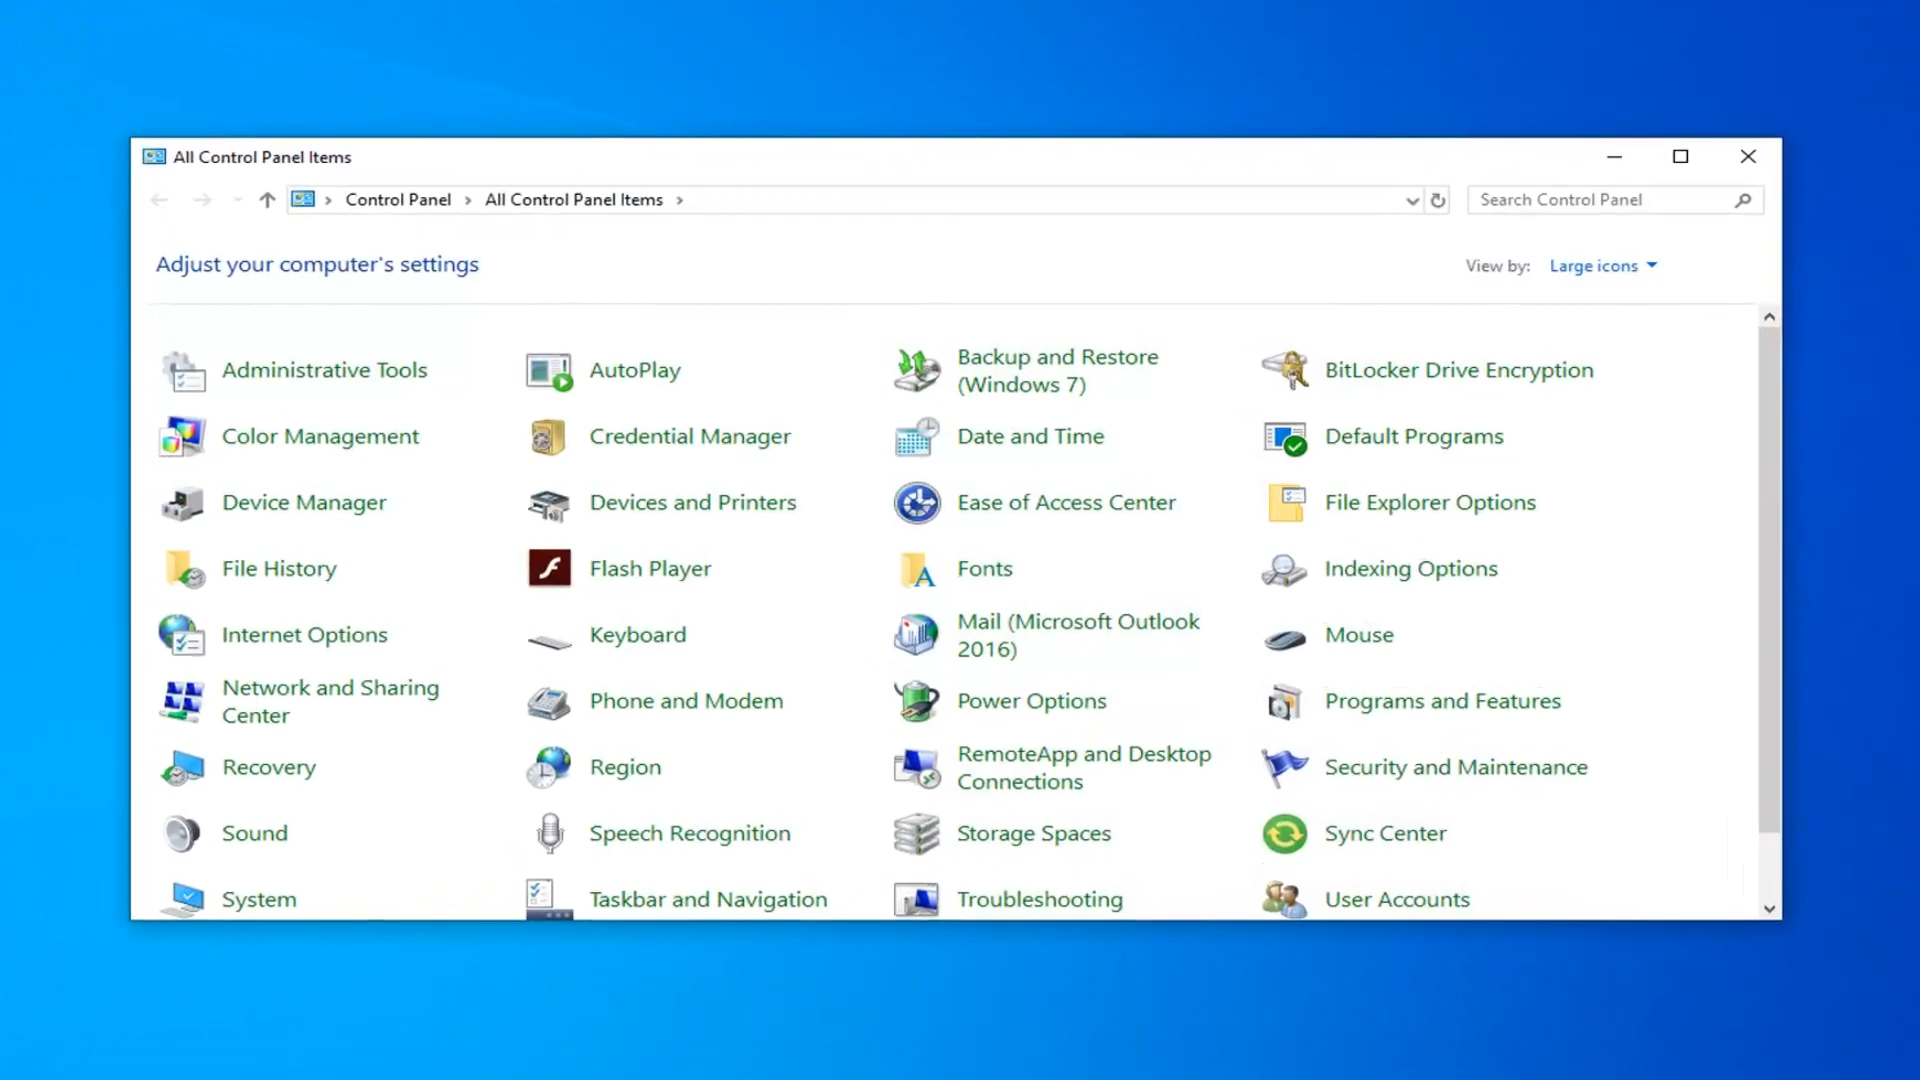 All Control Panel Items
Control Panel
All Control Panel Items
Search Control Panel
Adjust your computer's settings
View by: Large icons
Administrative Tools
AutoPlay
Backup and Restore
(Windows 7)
BitLocker Drive Encryption
Color Management
Credential Manager
Date and Time
Default Programs
Device Manager
Devices and Printers
Ease of Access Center
File Explorer Options
File History
Flash Player
Fonts
Indexing Options
Internet Options
Keyboard
Mail (Microsoft Outlook
2016)
Mouse
Network and Sharing
Center
Phone and Modem
Power Options
Programs and Features
Recovery
Region
RemoteApp and Desktop
Connections
Security and Maintenance
Sound
Speech Recognition
Storage Spaces
Sync Center
System
Taskbar and Navigation
Troubleshooting
User Accounts